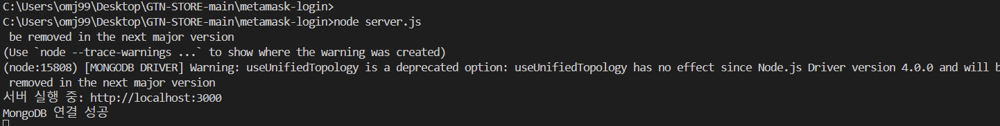 C:\Users\omj99\Desktop\GTN-STORE-main\metamask-login>
C:\Users\omj99\Desktop\GTN-STORE-main\metamask-login>node server.js
 be removed in the next major version
(Use `node --trace-warnings ...` to show where the warning was created)
(node:15808) [MONGODB DRIVER] Warning: useUnifiedTopology is a deprecated option: useUnifiedTopology has no effect since Node.js Driver version 4.0.0 and will b
 removed in the next major version
서버 실행 중: http://localhost:3000
MongoDB 연결 성공